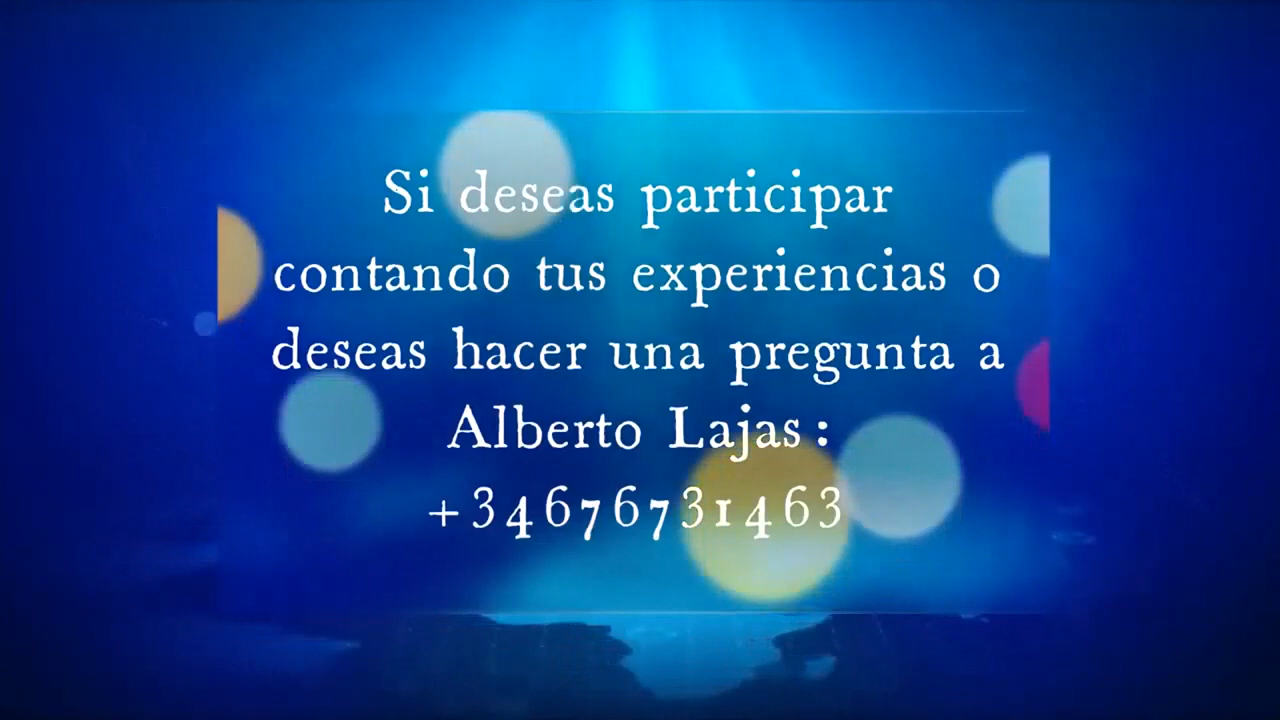 Si deseas participar
contando tus experiencias o
deseas hacer una pregunta a
Alberto Lajas:
+34676731463